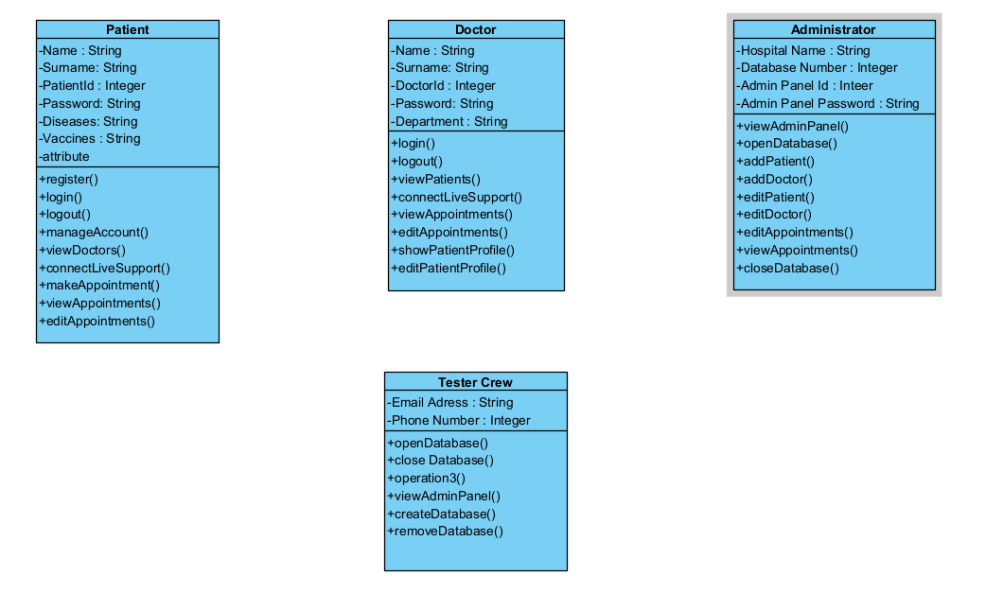 Patient
-Name : String
-Surname: String
-PatientId : Integer
-Password: String
-Diseases: String
-Vaccines : String
-attribute
+register()
+login()
+logout()
+manageAccount()
+viewDoctors()
+connectLiveSupport()
+makeAppointment()
+viewAppointments()
+editAppointments()
Doctor
-Name : String
-Surname: String
-DoctorId : Integer
-Password: String
-Department : String
+login()
+logout()
+viewPatients()
+connectLiveSupport()
+viewAppointments()
+editAppointments()
+showPatientProfile()
+editPatientProfile()
Administrator
-Hospital Name : String
-Database Number : Integer
-Admin Panel Id : Inteer
-Admin Panel Password : String
+viewAdminPanel()
+openDatabase()
+addPatient()
+addDoctor()
+editPatient()
+editDoctor()
+editAppointments()
+viewAppointments()
+closeDatabase()
Tester Crew
-Email Adress : String
-Phone Number : Integer
+openDatabase()
+close Database()
+operation3()
+viewAdminPanel()
+createDatabase()
+removeDatabase()